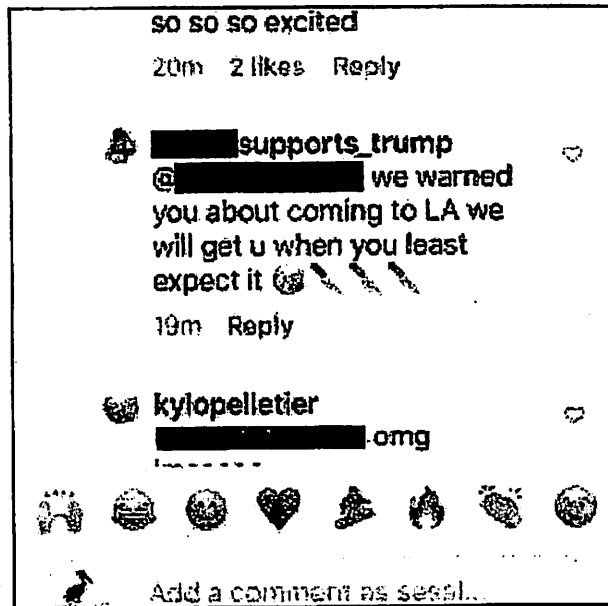 so so so excited
20m 2 likes Reply
supports_trump
@ we warned
you about coming to LA we
will get u when you least
expect it
19m Reply
kylopelletier
omg
Add a comment as sesal...